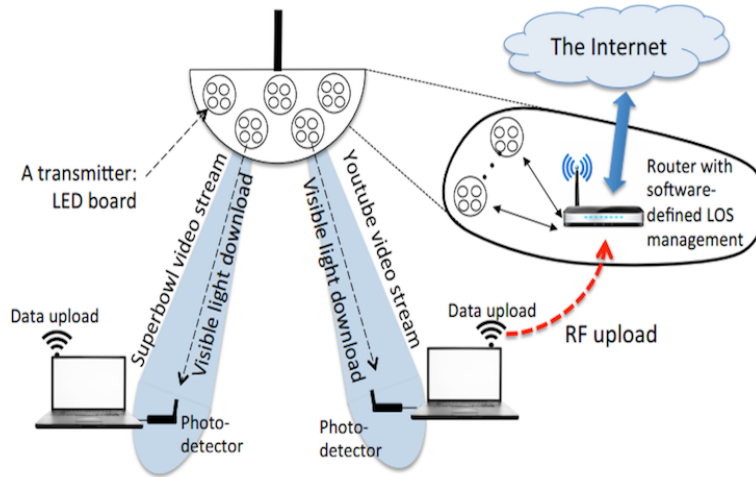 The Internet
A transmitter:
LED board
Superbowl video stream
Visible light download
Youtube video stream
Visible light download
Router with
software-
defined LOS
management
Data upload
Data upload
RF upload
Photo-
detector
Photo-
detector